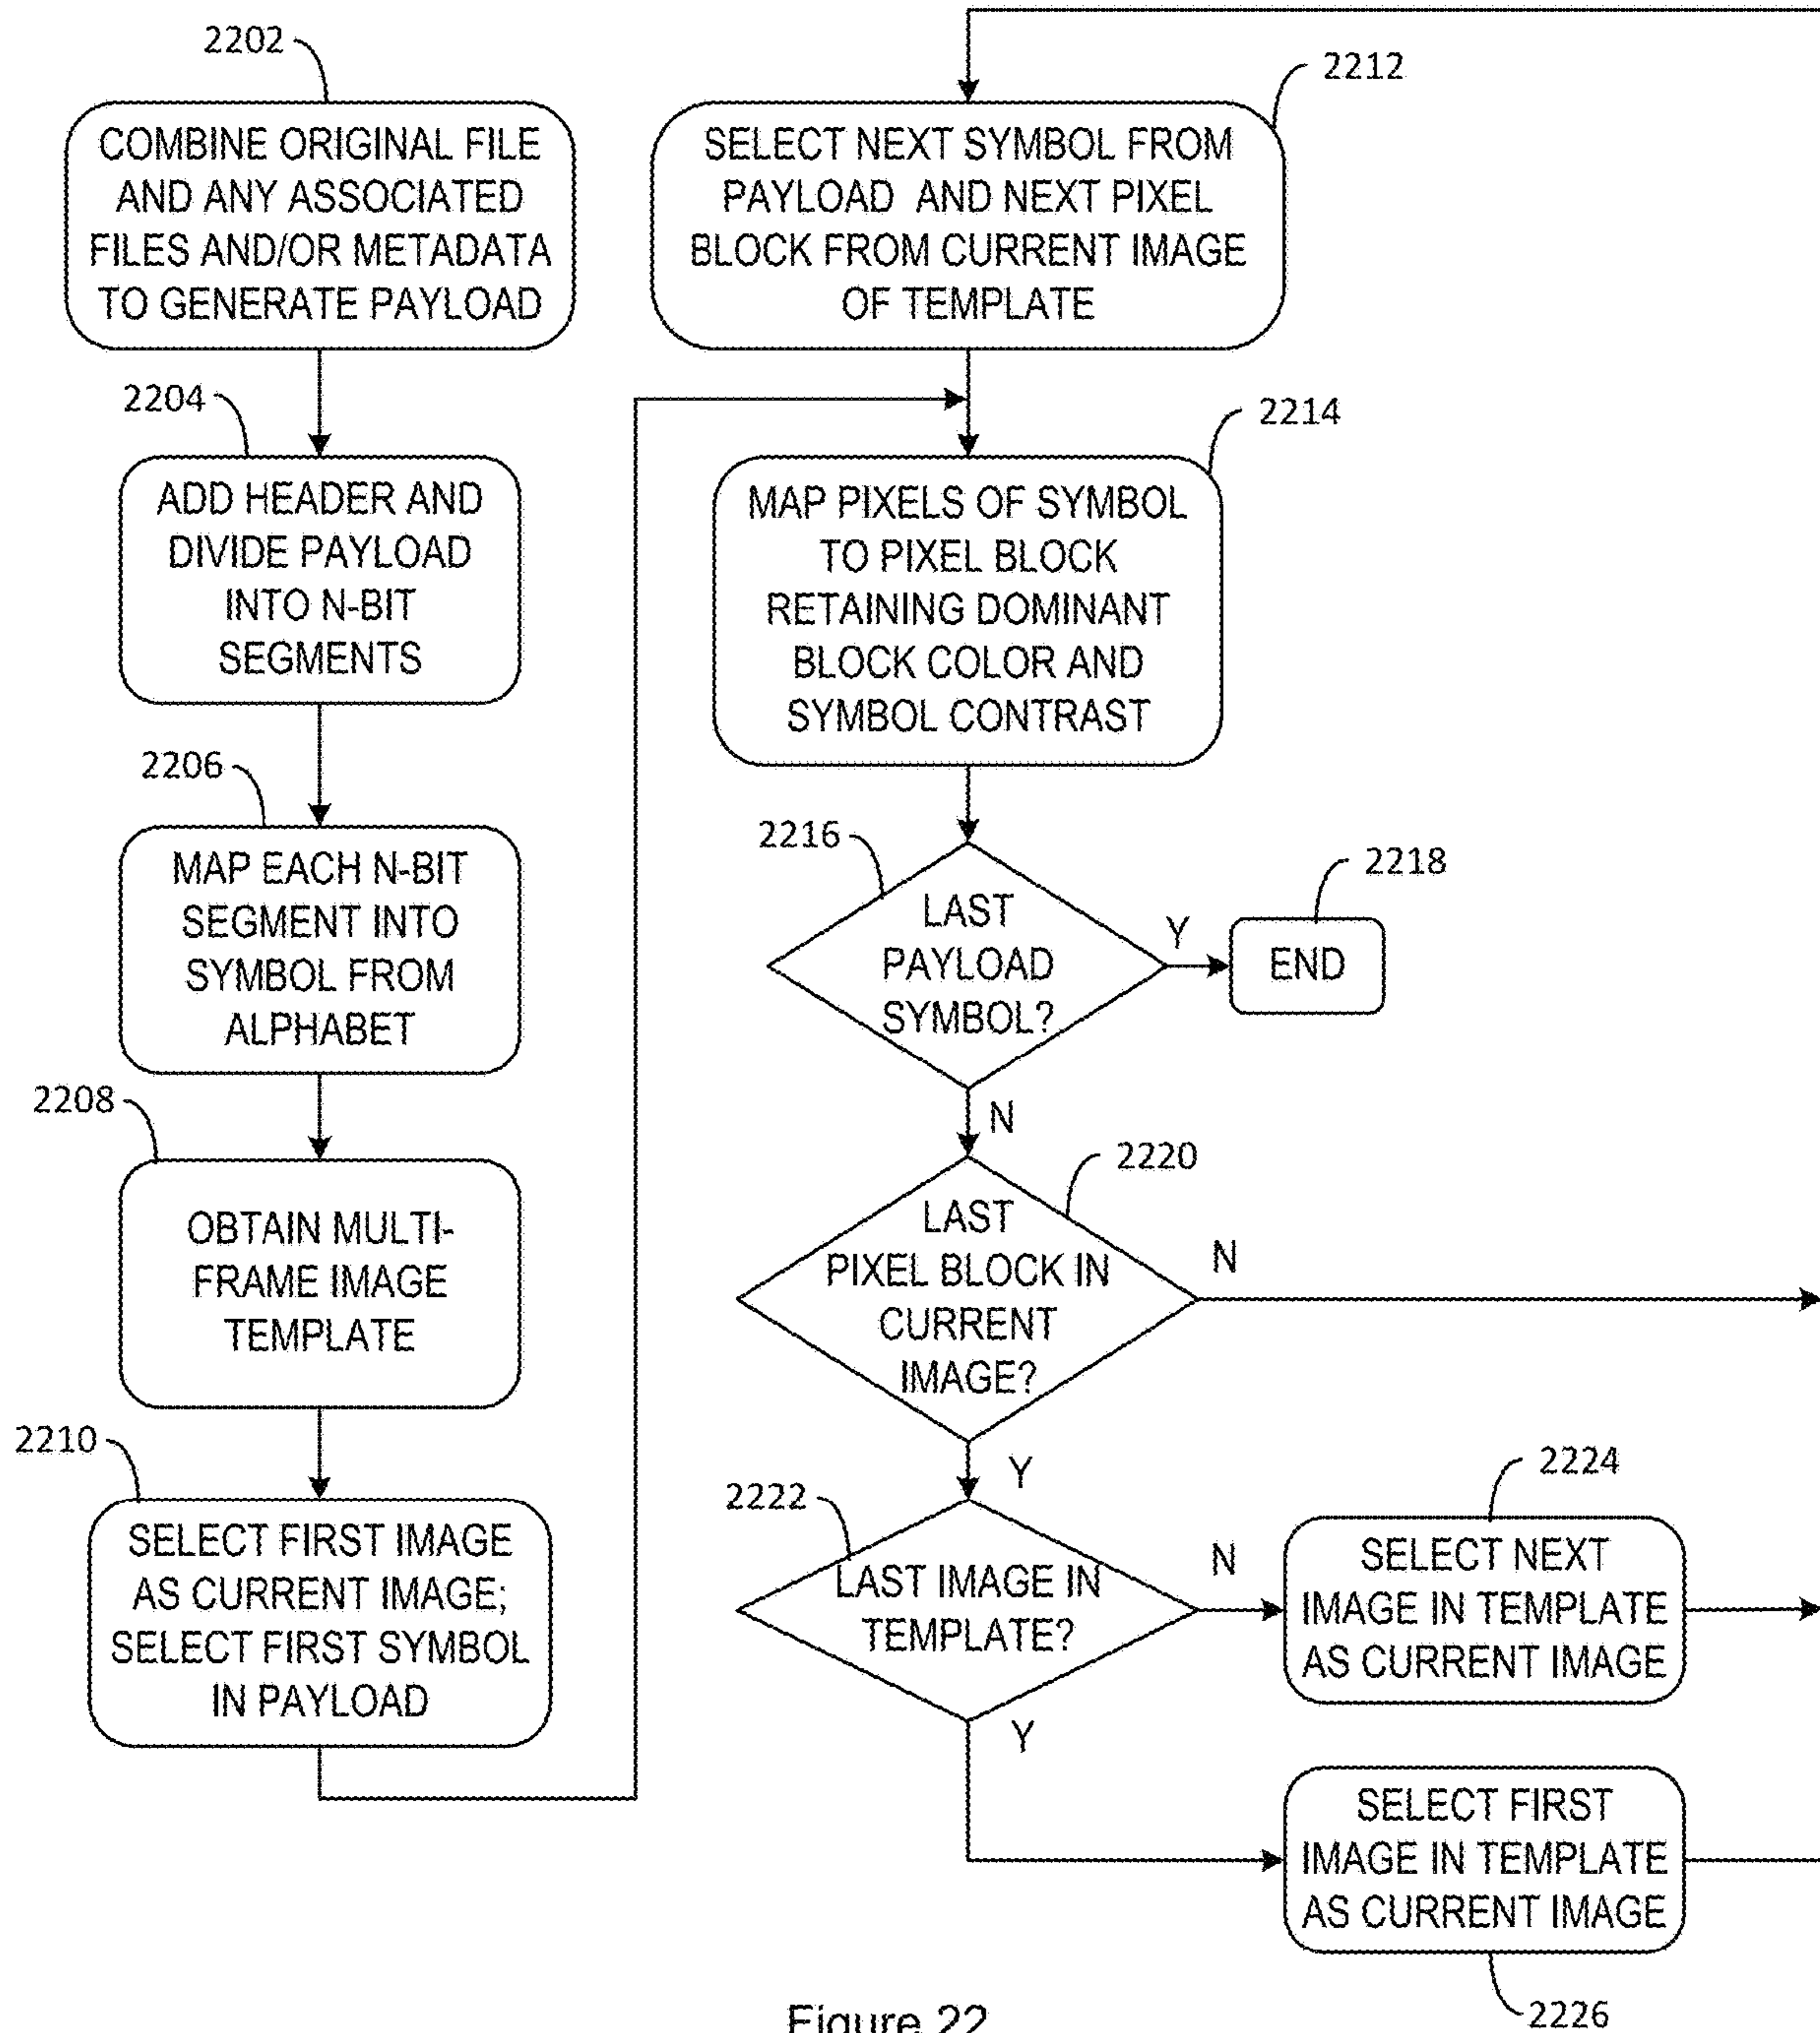 2202
COMBINE ORIGINAL FILE
AND ANY ASSOCIATED
FILES AND/OR METADATA
TO GENERATE PAYLOAD
2204
ADD HEADER AND
DIVIDE PAYLOAD
INTO N-BIT
SEGMENTS
2206
MAP EACH N-BIT
SEGMENT INTO
SYMBOL FROM
ALPHABET
2208
OBTAIN MULTI-
FRAME IMAGE
TEMPLATE
2210
SELECT FIRST IMAGE
AS CURRENT IMAGE;
SELECT FIRST SYMBOL
IN PAYLOAD
2212
SELECT NEXT SYMBOL FROM
PAYLOAD AND NEXT PIXEL
BLOCK FROM CURRENT IMAGE
OF TEMPLATE
2214
MAP PIXELS OF SYMBOL
TO PIXEL BLOCK
RETAINING DOMINANT
BLOCK COLOR AND
SYMBOL CONTRAST
2216
LAST
PAYLOAD
SYMBOL?
Y
2218
END
N
2220
LAST
PIXEL BLOCK IN
CURRENT
IMAGE?
N
Y
2222
LAST IMAGE IN
TEMPLATE?
N
2224
SELECT NEXT
IMAGE IN TEMPLATE
AS CURRENT IMAGE
Y
SELECT FIRST
IMAGE IN TEMPLATE
AS CURRENT IMAGE
2226
Figure 22